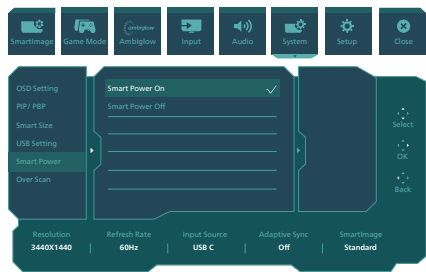 SmartImage
Game Mode
ambiglow
Ambiglow
Input
Audio
System
Setup
Close
OSD Setting
PIP/ PBP
Smart Size
USB Setting
Smart Power
Over Scan
Smart Power On
Smart Power Off
Select
OK
Back
Resolution
3440X1440
Refresh Rate
60Hz
Input Source
USB C
Adaptive Sync
Off
SmartImage
Standard